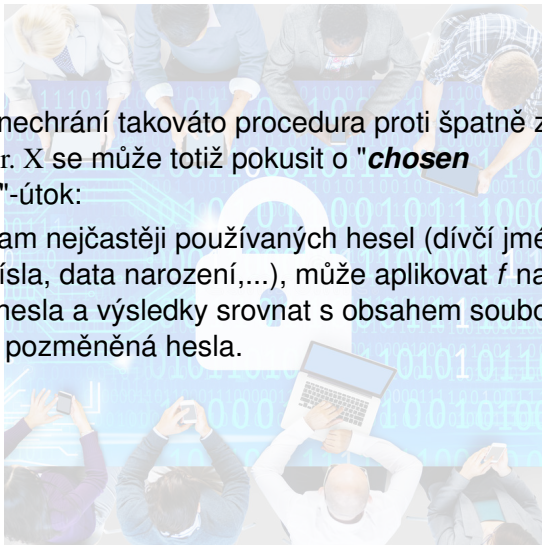 nechrání takováto procedura proti špatně z
r. X se může totiž pokusit o "chosen
"-útok:
am nejčastěji používaných hesel (dívčí jmé
ísla, data narození,...), může aplikovat f na
hesla a výsledky srovnat s obsahem soubo
pozměněná hesla.